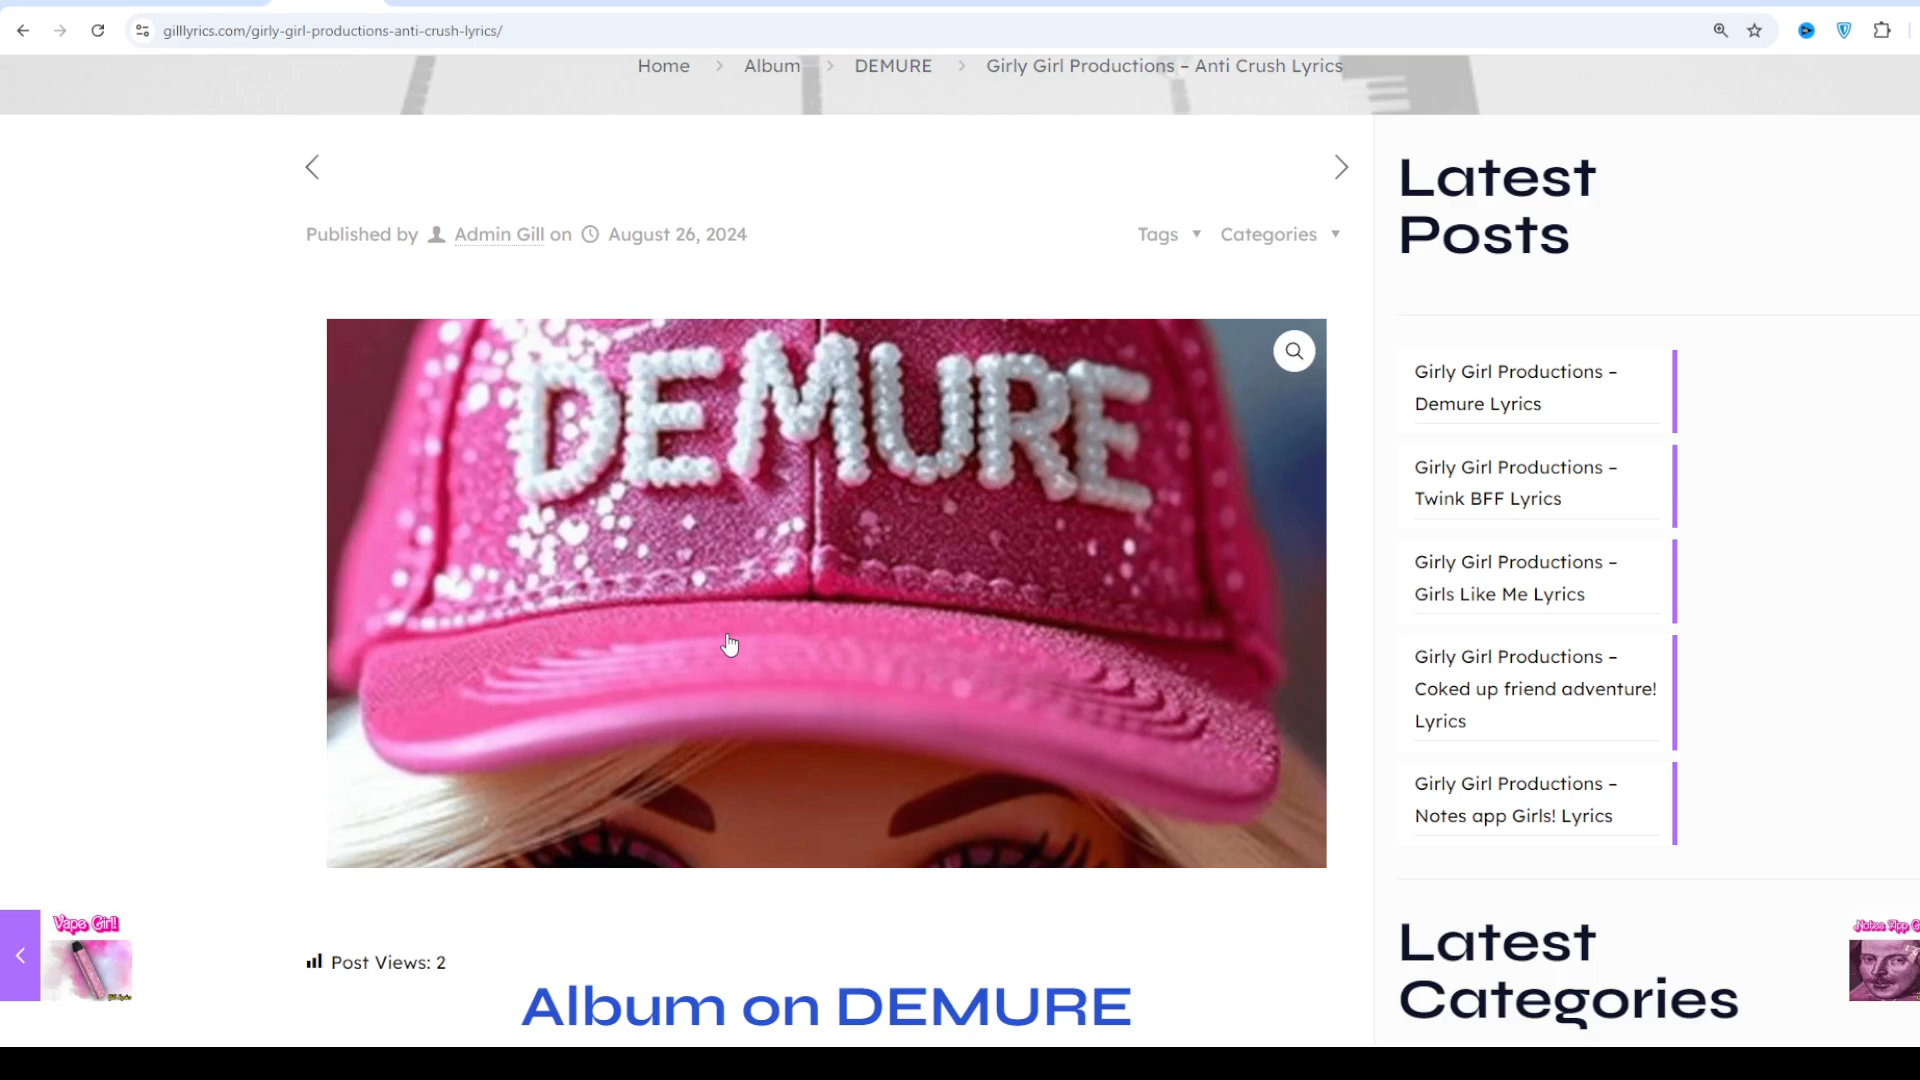 gilllyrics.com/girly-girl-productions-anti-crush-lyrics/
Home > Album > DEMURE > Girly Girl Productions – Anti Crush Lyrics
Published by Admin Gill on August 26, 2024
Tags ▼ Categories ▼
DEMURE
Post Views: 2
Album on DEMURE
Latest
Posts
Girly Girl Productions –
Demure Lyrics
Girly Girl Productions –
Twink BFF Lyrics
Girly Girl Productions –
Girls Like Me Lyrics
Girly Girl Productions –
Coked up friend adventure!
Lyrics
Girly Girl Productions –
Notes app Girls! Lyrics
Latest
Categories
Vape Girl!
Notes App G